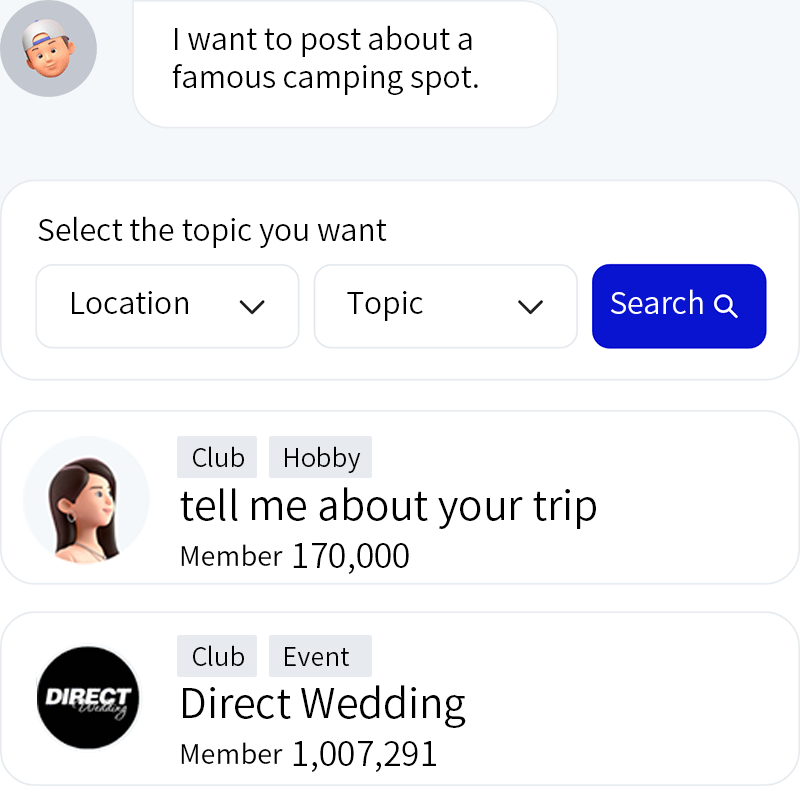 I want to post about a
famous camping spot.
Select the topic you want
Location
Topic
Search
Club
Hobby
tell me about your trip
Member 170,000
DIRECT
Wedding
Club
Event
Direct Wedding
Member 1,007,291